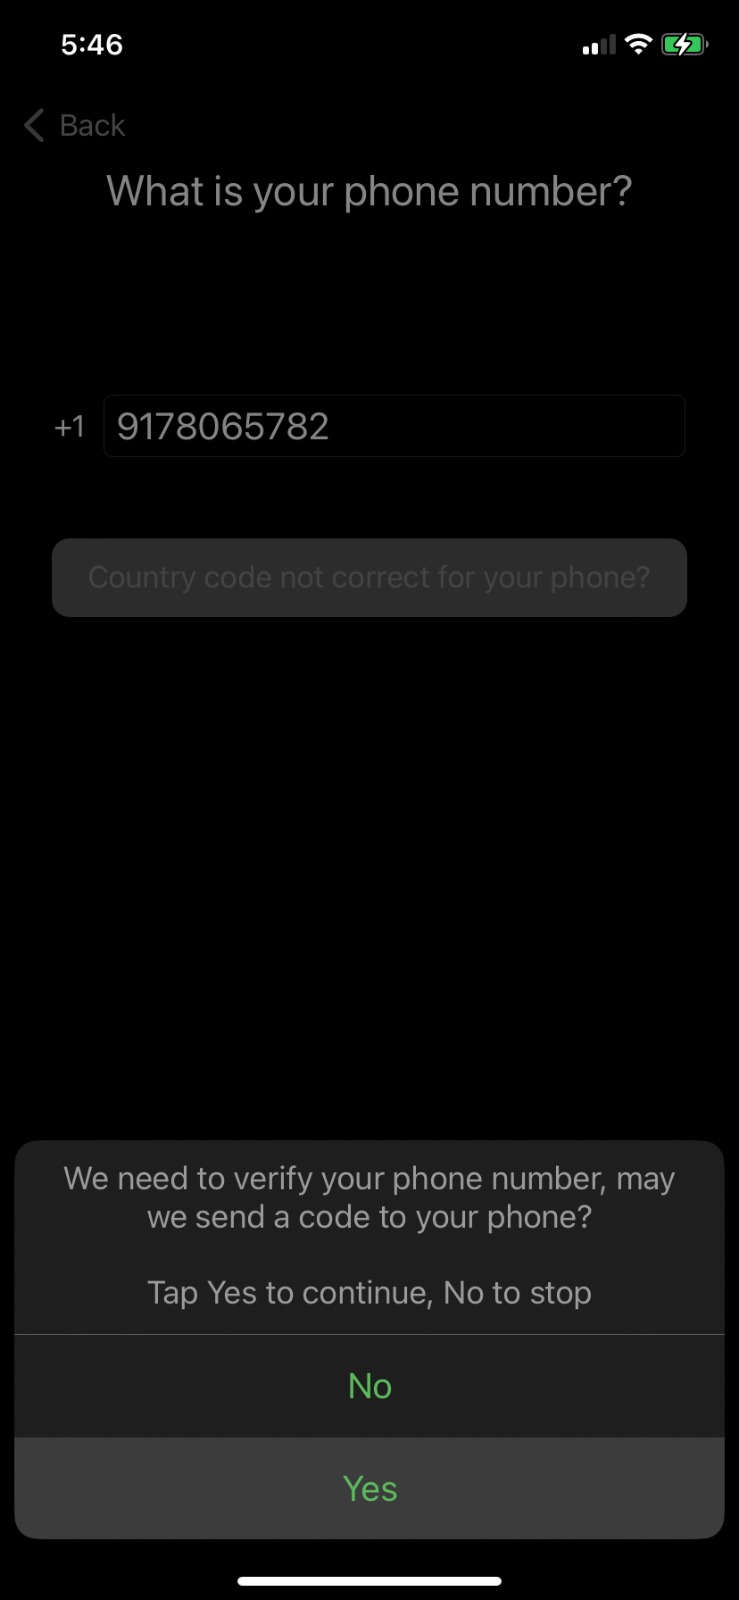 5:46
Back
What is your phone number?
+1 9178065782
Country code not correct for your phone?
We need to verify your phone number, may
we send a code to your phone?
Tap Yes to continue, No to stop
No
Yes